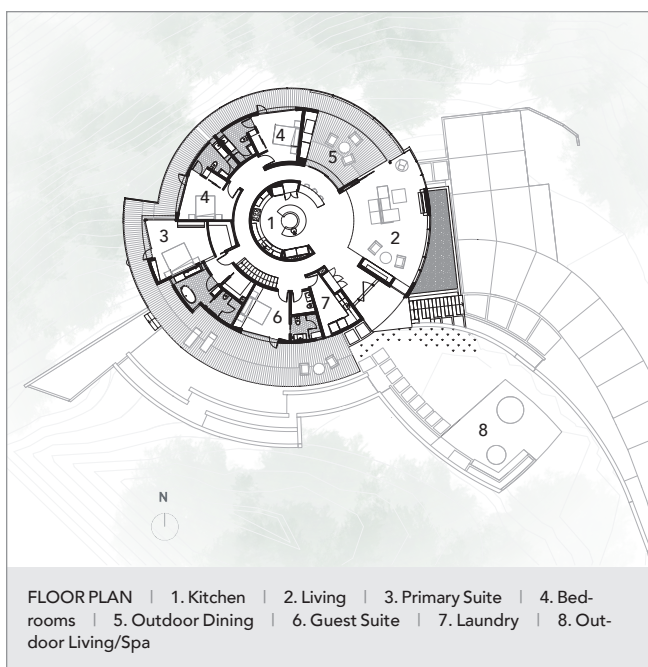 4
5
4
1
2
3
7
6
8
N
FLOOR PLAN | 1. Kitchen | 2. Living | 3. Primary Suite | 4. Bed-
rooms | 5. Outdoor Dining | 6. Guest Suite | 7. Laundry | 8. Out-
door Living/Spa